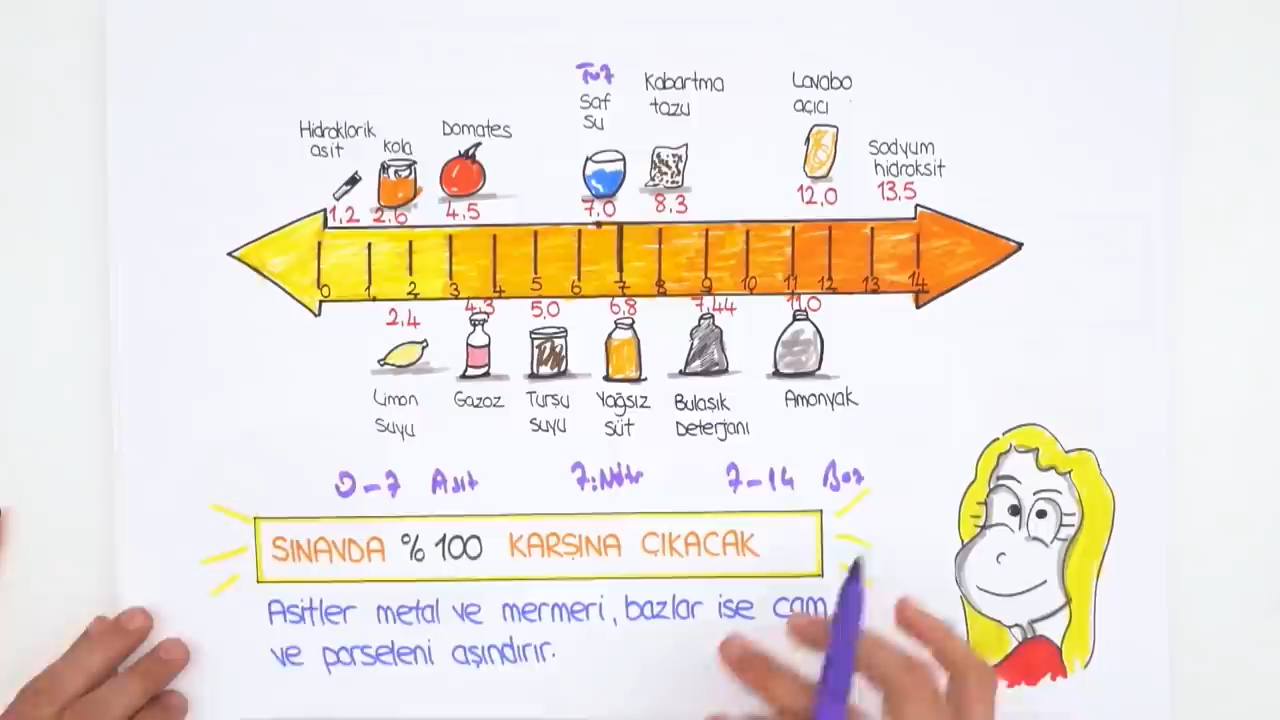 Hidroklorik
asit
kola
Domates
Saf
su
Kabartma
tozu
Lavabo
açıcı
Sodyum
hidroksit
1,2 2,6 4,5 7,0 8,3 12,0 13,5
0 1 2 3 4 5 6 7 8 9 10 11 12 13 14
2,4 4,3 5,0 6,8 7,44 11,0
Limon
suyu
Gazoz
Turşu
suyu
Yağsız
süt
Bulaşık
Deterjanı
Amonyak
0-7 Asit 7:Nötr 7-14 Baz
SINAVDA %100 KARŞINA ÇIKACAK
Asitler metal ve mermeri, bazlar ise cam
ve porseleni aşındırır.